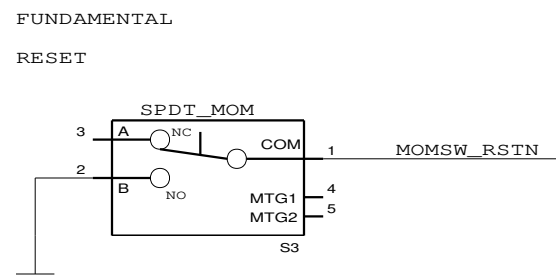 FUNDAMENTAL
RESET
SPDT_MOM
3 A NC
COM 1 MOMSW_RSTN
2 B NO
MTG1 4
MTG2 5
S3